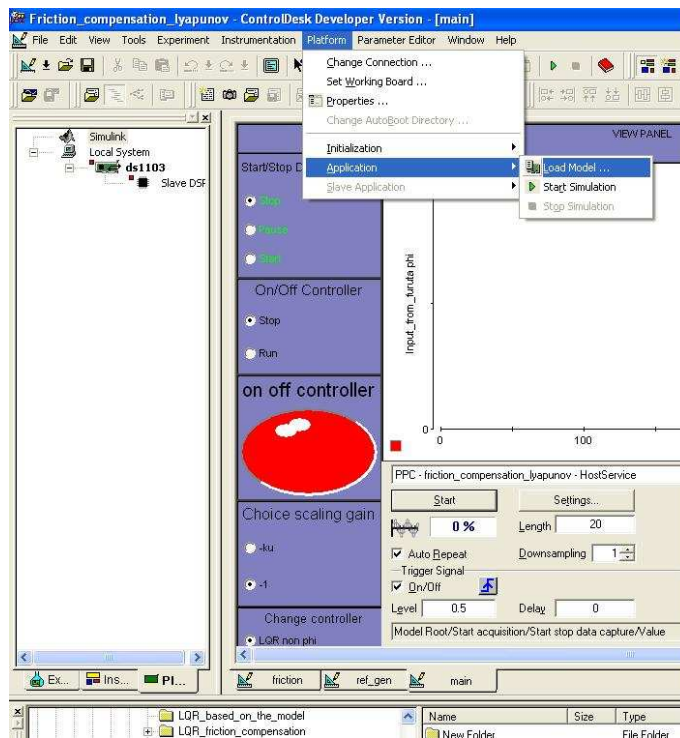 Friction_compensation_lyapunov - ControlDesk Developer Version - [main]
File Edit View Tools Experiment Instrumentation Platform Parameter Editor Window Help
Change Connection ...
Set Working Board ...
Properties ...
Change AutoBoot Directory ...
Initialization
Application
Slave Application
Load Model ...
Start Simulation
Stop Simulation
Simulink
Local System
ds1103
Slave DSP
VIEW PANEL
Start/Stop D
Stop
Pause
Start
On/Off Controller
Stop
Run
on off controller
Choice scaling gain
-ku
-1
Change controller
LQR non phi
Input_from_furuta phi
0
0 100
PPC - friction_compensation_lyapunov - HostService
Start Settings...
0 % Length 20
Auto Repeat Downsampling 1
Trigger Signal
On/Off
Level 0.5 Delay 0
Model Root/Start acquisition/Start stop data capture/Value
Ex... Ins... Pl...
friction ref_gen main
LQR_based_on_the_model
LQR_friction_compensation
Name Size Type
New Folder File Folder